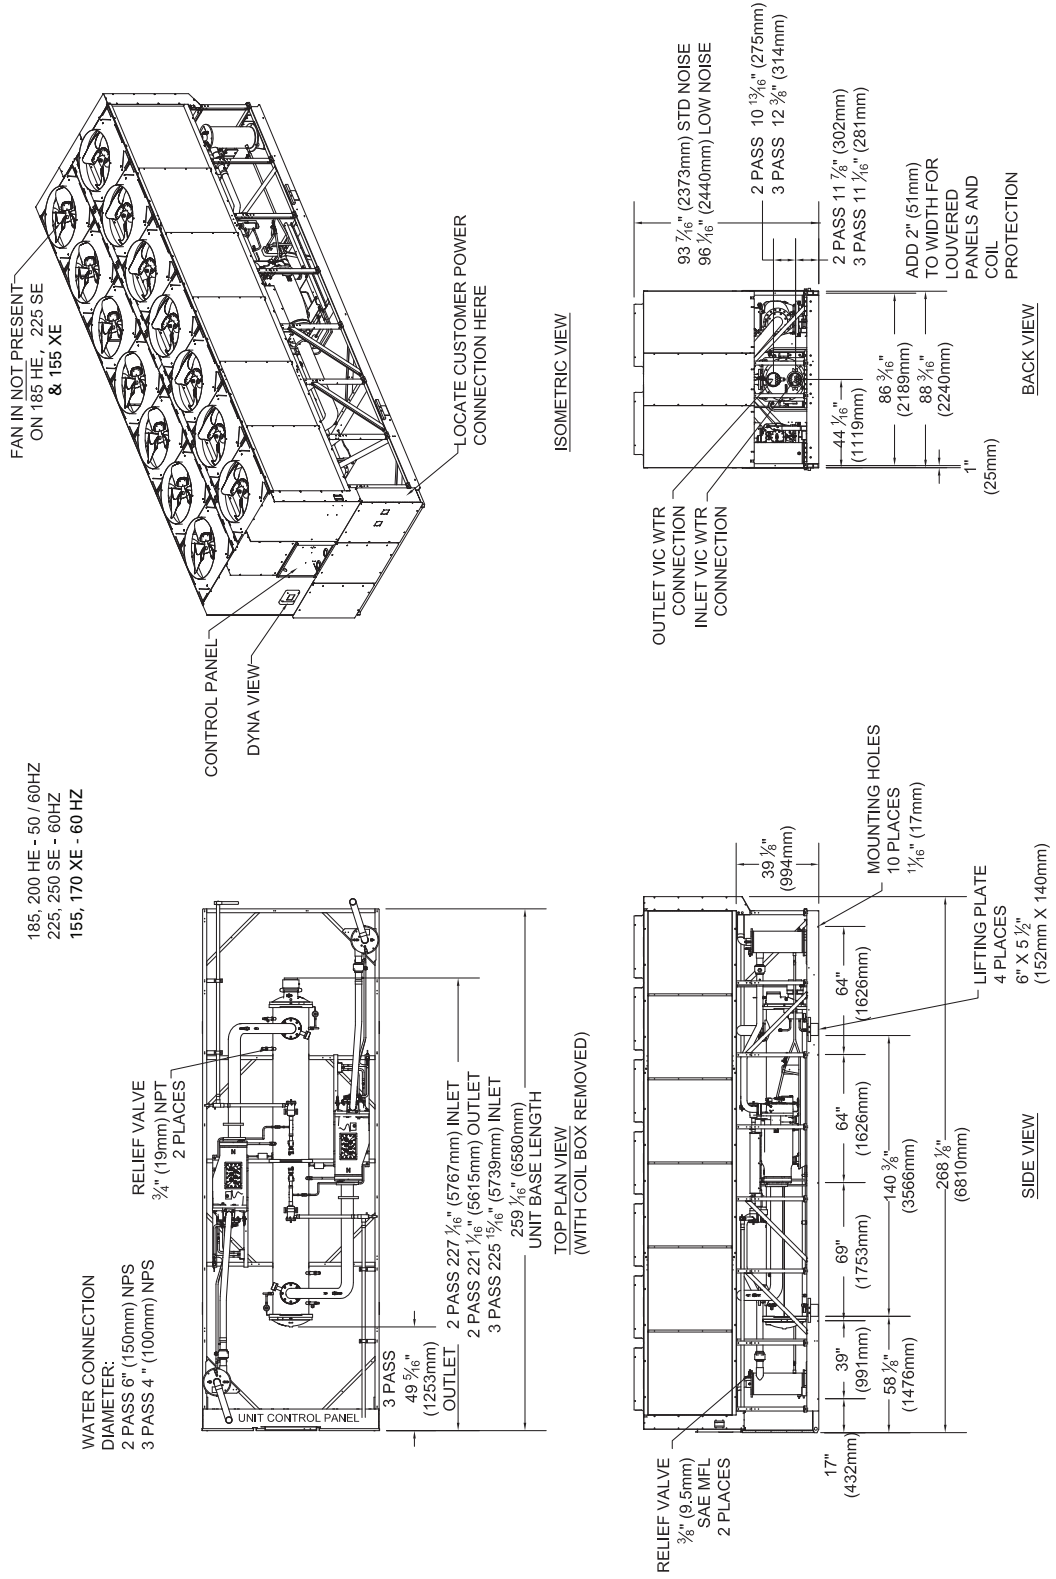 185, 200 HE - 50 / 60HZ
225, 250 SE - 60HZ
155, 170 XE - 60 HZ
WATER CONNECTION
DIAMETER:
2 PASS 6" (150mm) NPS
3 PASS 4 " (100mm) NPS
RELIEF VALVE
3/4" (19mm) NPT
2 PLACES
UNIT CONTROL PANEL
3 PASS
49 5/16"
(1253mm)
OUTLET
2 PASS 227 1/16" (5767mm) INLET
2 PASS 221 1/16" (5615mm) OUTLET
3 PASS 225 15/16" (5739mm) INLET
259 1/16" (6580mm)
UNIT BASE LENGTH
TOP PLAN VIEW
(WITH COIL BOX REMOVED)
FAN IN NOT PRESENT
ON 185 HE, 225 SE
& 155 XE
CONTROL PANEL
DYNA VIEW
LOCATE CUSTOMER POWER
CONNECTION HERE
ISOMETRIC VIEW
RELIEF VALVE
3/8" (9.5mm)
SAE MFL
2 PLACES
17"
(432mm)
39"
(991mm)
69"
(1753mm)
64"
(1626mm)
64"
(1626mm)
58 1/8"
(1476mm)
140 3/8"
(3566mm)
268 1/8"
(6810mm)
39 1/8"
(994mm)
MOUNTING HOLES
10 PLACES
11/16" (17mm)
LIFTING PLATE
4 PLACES
6" X 5 1/2"
(152mm X 140mm)
SIDE VIEW
OUTLET VIC WTR
CONNECTION
INLET VIC WTR
CONNECTION
93 7/16" (2373mm) STD NOISE
96 1/16" (2440mm) LOW NOISE
2 PASS 10 13/16" (275mm)
3 PASS 12 3/8" (314mm)
2 PASS 11 7/8" (302mm)
3 PASS 11 1/16" (281mm)
44 1/16"
(1119mm)
86 3/16"
(2189mm)
88 3/16"
(2240mm)
1"
(25mm)
ADD 2" (51mm)
TO WIDTH FOR
LOUVERED
PANELS AND
COIL
PROTECTION
BACK VIEW